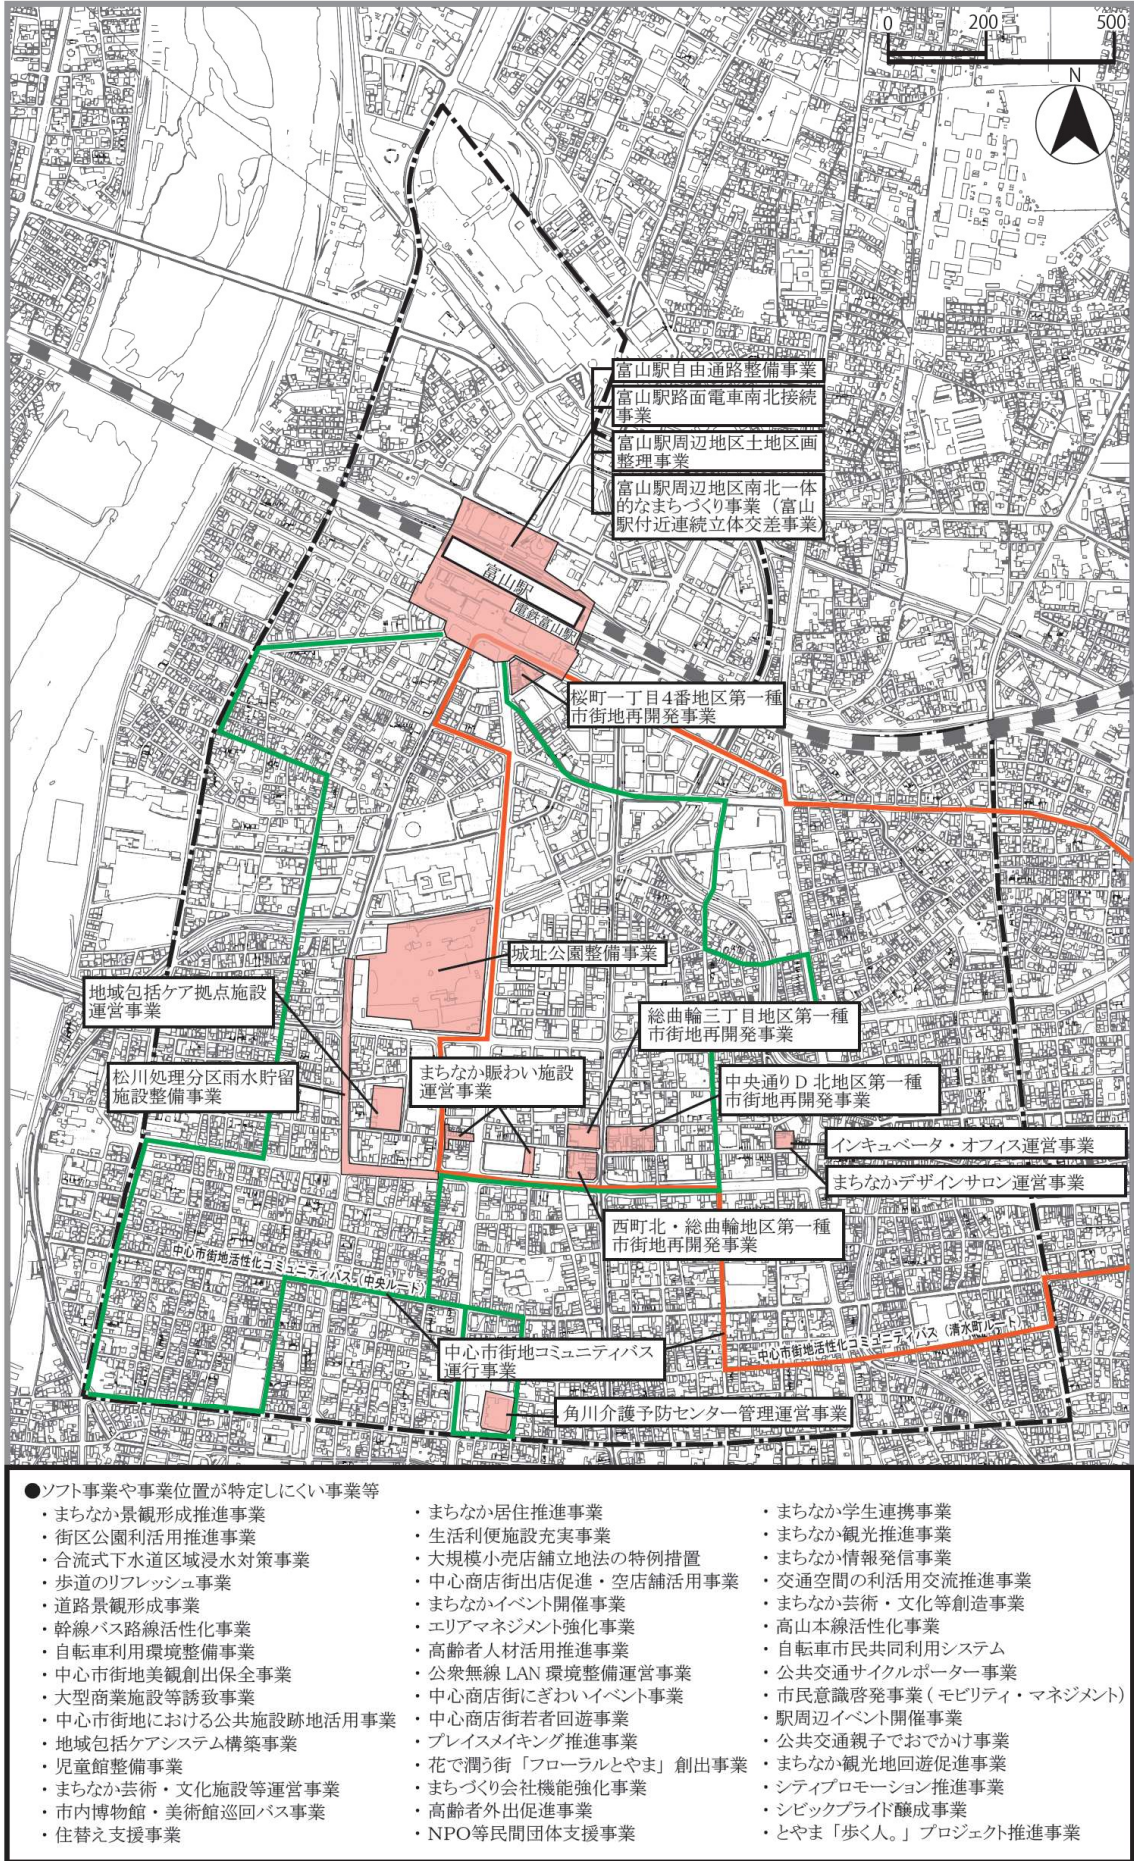 0 200 500
N
富山駅自由通路整備事業
富山駅路面電車南北接続
事業
富山駅周辺地区土地区画
整理事業
富山駅周辺地区南北一体
的なまちづくり事業（富山
駅付近連続立体交差事業）
富山駅
電鉄富山駅
桜町一丁目4番地区第一種
市街地再開発事業
城址公園整備事業
地域包括ケア拠点施設
運営事業
総曲輪三丁目地区第一種
市街地再開発事業
松川処理分区雨水貯留
施設整備事業
まちなか賑わい施設
運営事業
中央通りD北地区第一種
市街地再開発事業
インキュベータ・オフィス運営事業
まちなかデザインサロン運営事業
西町北・総曲輪地区第一種
市街地再開発事業
中心市街地活性化コミュニティバス（中央ルート）
中心市街地コミュニティバス
運行事業
中心市街地活性化コミュニティバス（清水町ルート）
角川介護予防センター管理運営事業
●ソフト事業や事業位置が特定しにくい事業等
・まちなか景観形成推進事業
・街区公園利活用推進事業
・合流式下水道区域浸水対策事業
・歩道のリフレッシュ事業
・道路景観形成事業
・幹線バス路線活性化事業
・自転車利用環境整備事業
・中心市街地美観創出保全事業
・大型商業施設等誘致事業
・中心市街地における公共施設跡地活用事業
・地域包括ケアシステム構築事業
・児童館整備事業
・まちなか芸術・文化施設等運営事業
・市内博物館・美術館巡回バス事業
・住替え支援事業
・まちなか居住推進事業
・生活利便施設充実事業
・大規模小売店舗立地法の特例措置
・中心商店街出店促進・空店舗活用事業
・まちなかイベント開催事業
・エリアマネジメント強化事業
・高齢者人材活用推進事業
・公衆無線LAN環境整備運営事業
・中心商店街にぎわいイベント事業
・中心商店街若者回遊事業
・プレイスメイキング推進事業
・花で潤う街「フローラルとやま」創出事業
・まちづくり会社機能強化事業
・高齢者外出促進事業
・NPO等民間団体支援事業
・まちなか学生連携事業
・まちなか観光推進事業
・まちなか情報発信事業
・交通空間の利活用交流推進事業
・まちなか芸術・文化等創造事業
・高山本線活性化事業
・自転車市民共同利用システム
・公共交通サイクルポーター事業
・市民意識啓発事業(モビリティ・マネジメント)
・駅周辺イベント開催事業
・公共交通親子でおでかけ事業
・まちなか観光地回遊促進事業
・シティプロモーション推進事業
・シビックプライド醸成事業
・とやま「歩く人。」プロジェクト推進事業